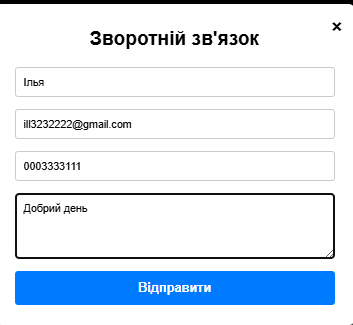 ×
Зворотній зв'язок
Ілья
ill3232222@gmail.com
0003333111
Добрий день
Відправити